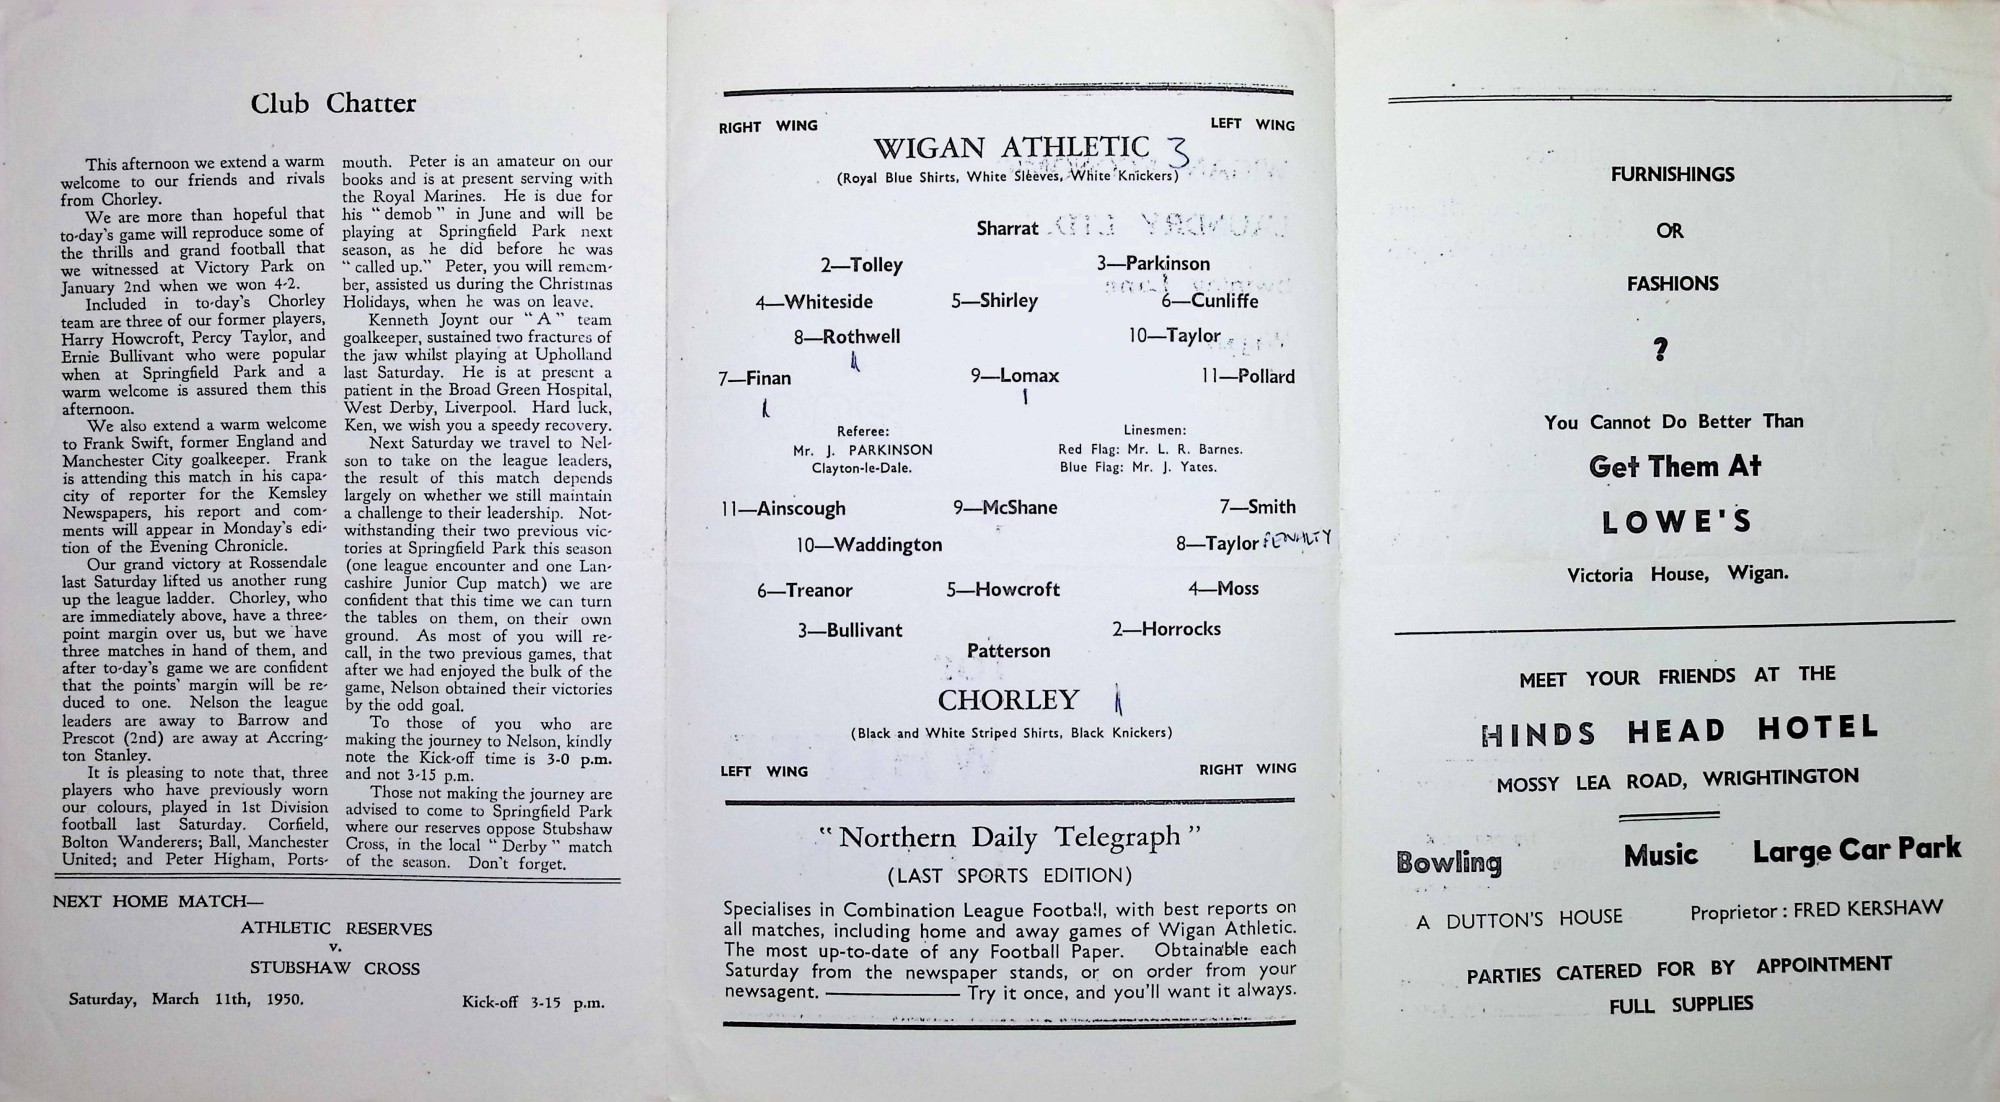 Club Chatter
This afternoon we extend a warm
welcome to our friends and rivals
from Chorley.
We are more than hopeful that
to-day's game will reproduce some of
the thrills and grand football that
we witnessed at Victory Park on
January 2nd when we won 4-2.
Included in to-day's Chorley
team are three of our former players,
Harry Howcroft, Percy Taylor, and
Ernie Bullivant who were popular
when at Springfield Park and a
warm welcome is assured them this
afternoon.
We also extend a warm welcome
to Frank Swift, former England and
Manchester City goalkeeper. Frank
is attending this match in his capa-
city of reporter for the Kemsley
Newspapers, his report and com-
ments will appear in Monday's edi-
tion of the Evening Chronicle.
Our grand victory at Rossendale
last Saturday lifted us another rung
up the league ladder. Chorley, who
are immediately above, have a three-
point margin over us, but we have
three matches in hand of them, and
after to-day's game we are confident
that the points' margin will be re-
duced to one. Nelson the league
leaders are away to Barrow and
Prescot (2nd) are away at Accring-
ton Stanley.
It is pleasing to note that, three
players who have previously worn
our colours, played in 1st Division
football last Saturday. Corfield,
Bolton Wanderers; Ball, Manchester
United; and Peter Higham, Ports-
mouth. Peter is an amateur on our
books and is at present serving with
the Royal Marines. He is due for
his "demob" in June and will be
playing at Springfield Park next
season, as he did before he was
"called up." Peter, you will remem-
ber, assisted us during the Christmas
Holidays, when he was on leave.
Kenneth Joynt our "A" team
goalkeeper, sustained two fractures of
the jaw whilst playing at Upholland
last Saturday. He is at present a
patient in the Broad Green Hospital,
West Derby, Liverpool. Hard luck,
Ken, we wish you a speedy recovery.
Next Saturday we travel to Nel-
son to take on the league leaders,
the result of this match depends
largely on whether we still maintain
a challenge to their leadership. Not-
withstanding their two previous vic-
tories at Springfield Park this season
(one league encounter and one Lan-
cashire Junior Cup match) we are
confident that this time we can turn
the tables on them, on their own
ground. As most of you will re-
call, in the two previous games, that
after we had enjoyed the bulk of the
game, Nelson obtained their victories
by the odd goal.
To those of you who are
making the journey to Nelson, kindly
note the Kick-off time is 3-0 p.m.
and not 3-15 p.m.
Those not making the journey are
advised to come to Springfield Park
where our reserves oppose Stubshaw
Cross, in the local "Derby" match
of the season. Don't forget.
NEXT HOME MATCH—
ATHLETIC RESERVES
v.
STUBSHAW CROSS
Saturday, March 11th, 1950. Kick-off 3-15 p.m.
RIGHT WING LEFT WING
WIGAN ATHLETIC 3
(Royal Blue Shirts, White Sleeves, White Knickers)
Sharrat
2—Tolley 3—Parkinson
4—Whiteside 5—Shirley 6—Cunliffe
8—Rothwell 10—Taylor
7—Finan 9—Lomax 11—Pollard
Referee: Linesmen:
Mr. J. PARKINSON Red Flag: Mr. L. R. Barnes.
Clayton-le-Dale. Blue Flag: Mr. J. Yates.
11—Ainscough 9—McShane 7—Smith
10—Waddington 8—Taylor PENALTY
6—Treanor 5—Howcroft 4—Moss
3—Bullivant 2—Horrocks
Patterson
CHORLEY 1
(Black and White Striped Shirts, Black Knickers)
LEFT WING RIGHT WING
"Northern Daily Telegraph"
(LAST SPORTS EDITION)
Specialises in Combination League Football, with best reports on
all matches, including home and away games of Wigan Athletic.
The most up-to-date of any Football Paper. Obtainable each
Saturday from the newspaper stands, or on order from your
newsagent. ———— Try it once, and you'll want it always.
FURNISHINGS
OR
FASHIONS
?
You Cannot Do Better Than
Get Them At
LOWE'S
Victoria House, Wigan.
MEET YOUR FRIENDS AT THE
HINDS HEAD HOTEL
MOSSY LEA ROAD, WRIGHTINGTON
Bowling Music Large Car Park
A DUTTON'S HOUSE Proprietor : FRED KERSHAW
PARTIES CATERED FOR BY APPOINTMENT
FULL SUPPLIES